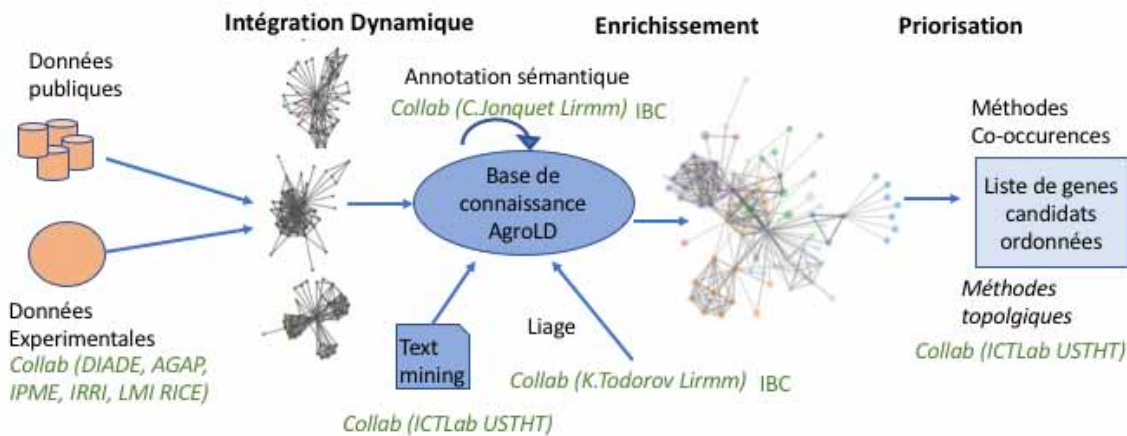 Intégration Dynamique
Enrichissement
Priorisation
Données
publiques
Annotation sémantique
Collab (C.Jonquet Lirmm) IBC
Méthodes
Co-occurences
Base de
connaissance
AgroLD
Liste de genes
candidats
ordonnées
Données
Experimentales
Collab (DIADE, AGAP,
IPME, IRRI, LMI RICE)
Text
mining
Liage
Collab (K.Todorov Lirmm) IBC
Collab (ICTLab USTHT)
Méthodes
topolgiques
Collab (ICTLab USTHT)